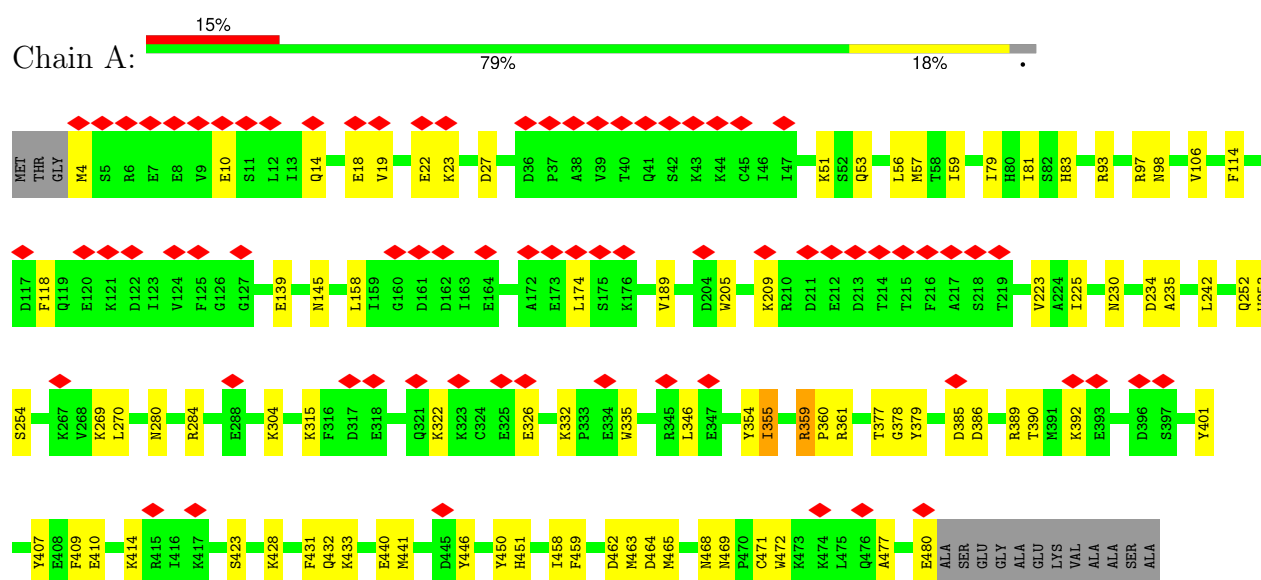 15%
Chain A:
79% 18% •
MET THR GLY M4 S5 R6 E7 E8 V9 E10 S11 L12 I13 Q14 E18 V19 E22 K23 D27 D36 P37 A38 V39 T40 Q41 S42 K43 K44 C45 I46 I47 K51 S52 Q53 L56 M57 T58 I59 I79 H80 I81 S82 H83 R93 R97 N98 V106 F114
D117 F118 Q119 E120 K121 D122 I123 V124 F125 G126 G127 E139 N145 L158 I159 G160 D161 D162 I163 E164 A172 E173 L174 S175 K176 V189 D204 W205 K209 R210 D211 E212 D213 T214 T215 F216 A217 S218 T219 V223 A224 I225 N230 D234 A235 L242 Q252
S254 K267 V268 K269 L270 N280 R284 E288 K304 K315 F316 D317 E318 Q321 K322 K323 C324 E325 E326 K332 P333 E334 W335 R345 L346 E347 Y354 I355 R359 P360 R361 T377 G378 Y379 D385 D386 R389 T390 M391 K392 E393 D396 S397 Y401
Y407 E408 F409 E410 K414 R415 I416 K417 S423 K428 F431 Q432 K433 E440 M441 D445 Y446 Y450 H451 I458 F459 D462 M463 D464 M465 N468 N469 P470 C471 W472 K473 K474 L475 Q476 A477 E480 ALA SER GLU GLY ALA GLU LYS VAL ALA ALA SER ALA